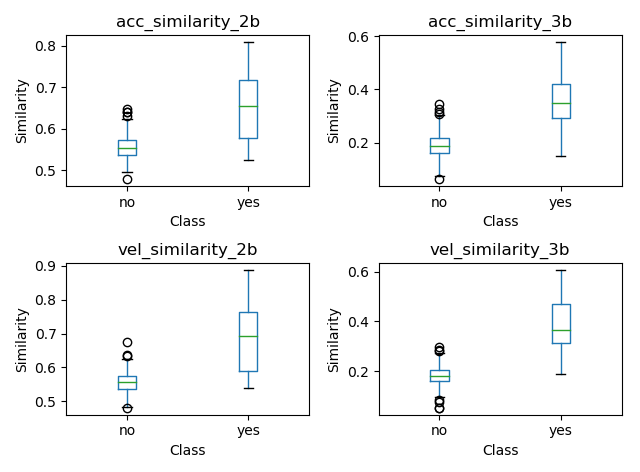 acc_similarity_2b
Similarity
0.8
0.7
0.6
0.5
no
yes
Class
acc_similarity_3b
Similarity
0.6
0.4
0.2
no
yes
Class
vel_similarity_2b
Similarity
0.9
0.8
0.7
0.6
0.5
no
yes
Class
vel_similarity_3b
Similarity
0.6
0.4
0.2
no
yes
Class